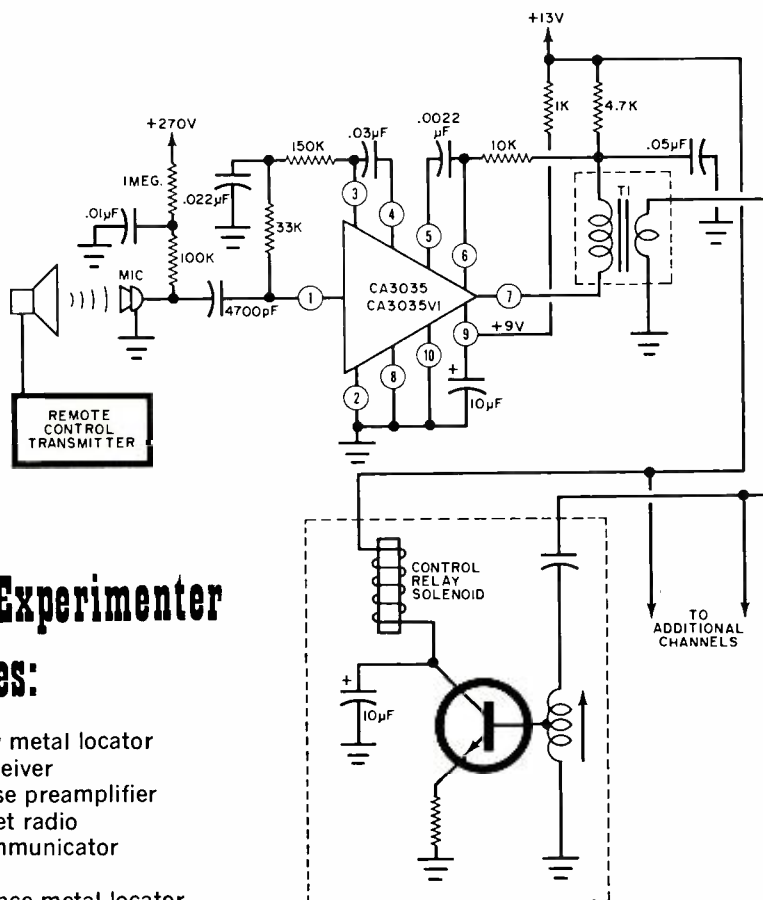 +13V
1K
4.7K
+270V
1MEG.
.01µF
100K
.022µF
150K
33K
.03µF
.0022
µF
10K
.05µF
T1
3
4
5
6
MIC
4700pF
1
CA3035
CA3035V1
7
9
+9V
10
8
2
+
10µF
REMOTE
CONTROL
TRANSMITTER
CONTROL
RELAY
SOLENOID
TO
ADDITIONAL
CHANNELS
+
10µF
Experimenter
es:
metal locator
eiver
se preamplifier
et radio
mmunicator
nce metal locator